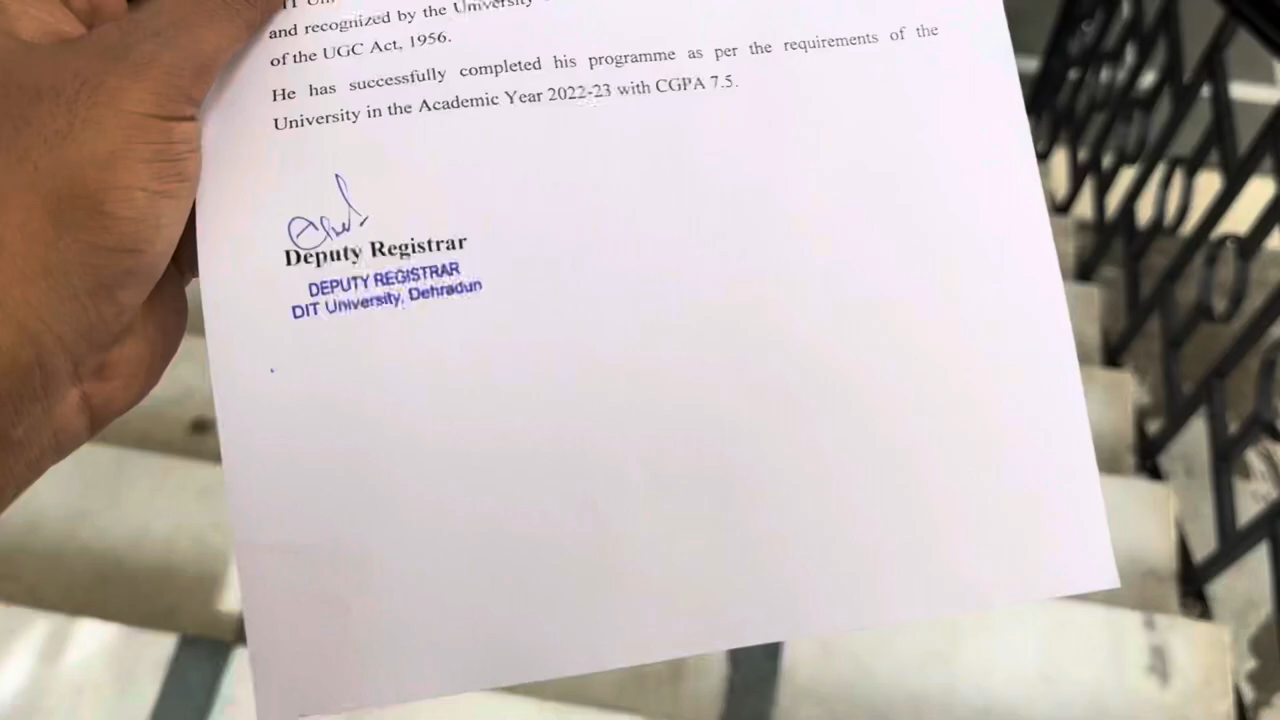 and recognized by the University
of the UGC Act, 1956.
He has successfully completed his programme as per the requirements of the
University in the Academic Year 2022-23 with CGPA 7.5.
Deputy Registrar
DEPUTY REGISTRAR
DIT University, Dehradun